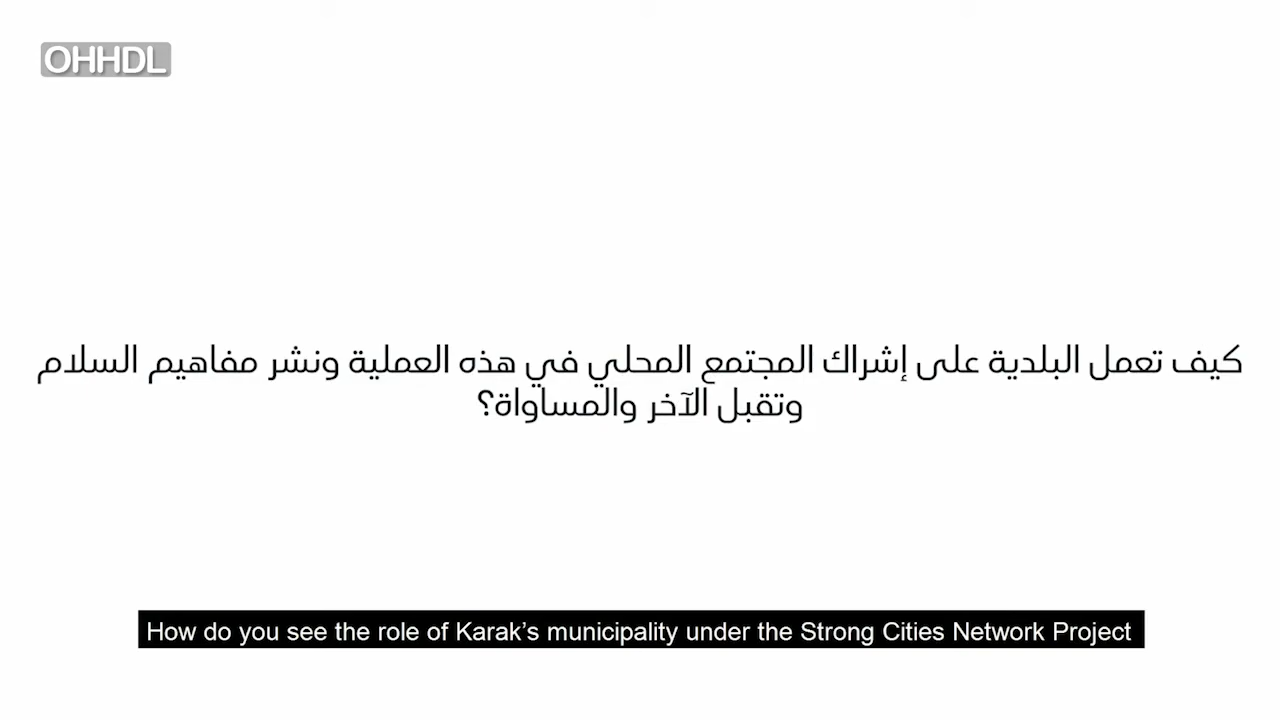 OHHDL
كيف تعمل البلدية على إشراك المجتمع المحلي في هذه العملية ونشر مفاهيم السلام
وتقبل الآخر والمساواة؟
How do you see the role of Karak’s municipality under the Strong Cities Network Project